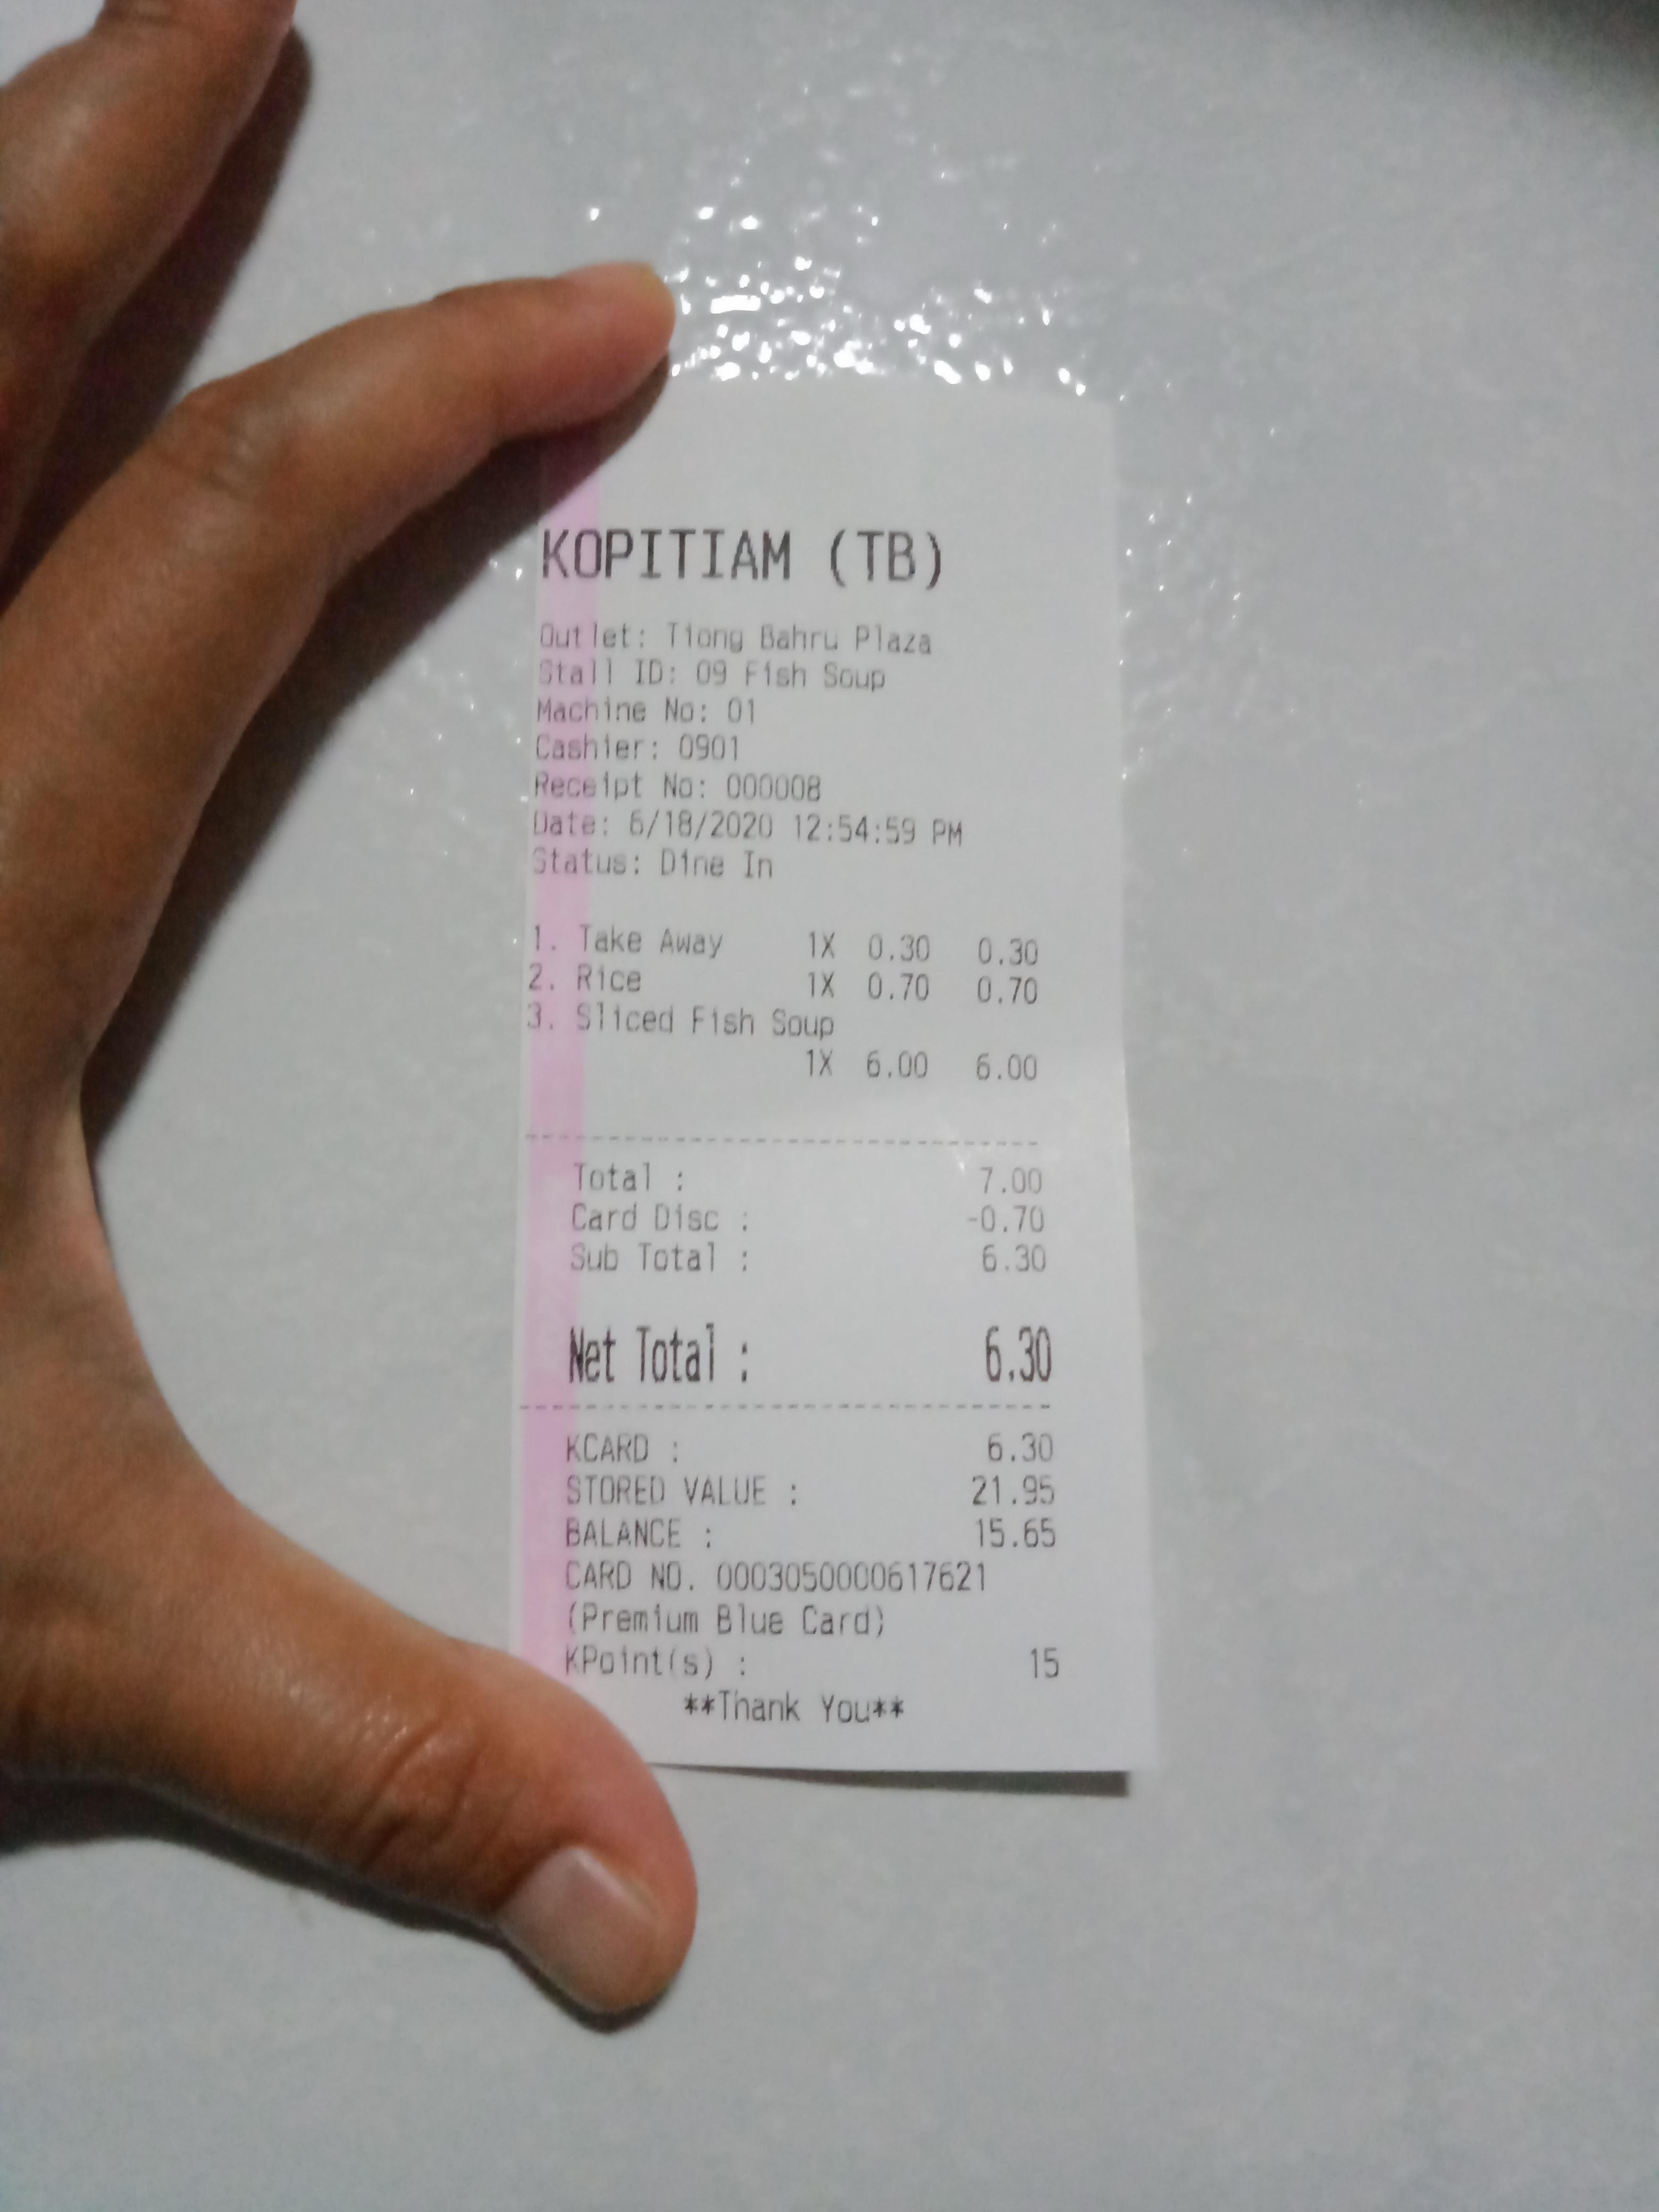 KOPITIAM (TB)
Outlet: Tiong Bahru Plaza
Stall ID: 09 Fish Soup
Machine No: 01
Cashier: 0901
Receipt No: 000008
Date: 6/18/2020 12:54:59 PM
Status: Dine In
1. Take Away 1X 0.30 0.30
2. Rice 1X 0.70 0.70
3. Sliced Fish Soup
1X 6.00 6.00
Total : 7.00
Card Disc : -0.70
Sub Total : 6.30
Net Total : 6.30
KCARD : 6.30
STORED VALUE : 21.95
BALANCE : 15.65
CARD NO. 0003050000617621
(Premium Blue Card)
KPoint(s) : 15
**Thank You**